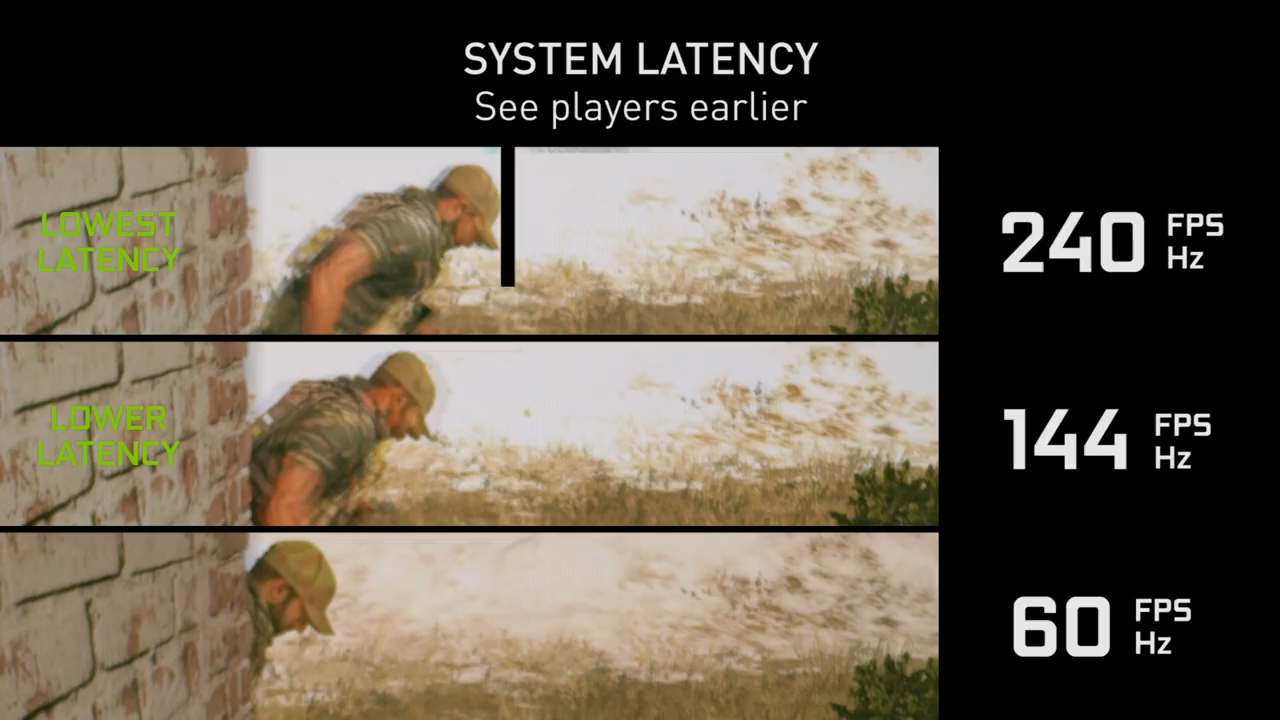 SYSTEM LATENCY
See players earlier
LOWEST
LATENCY
240 FPS
Hz
LOWER
LATENCY
144 FPS
Hz
60 FPS
Hz